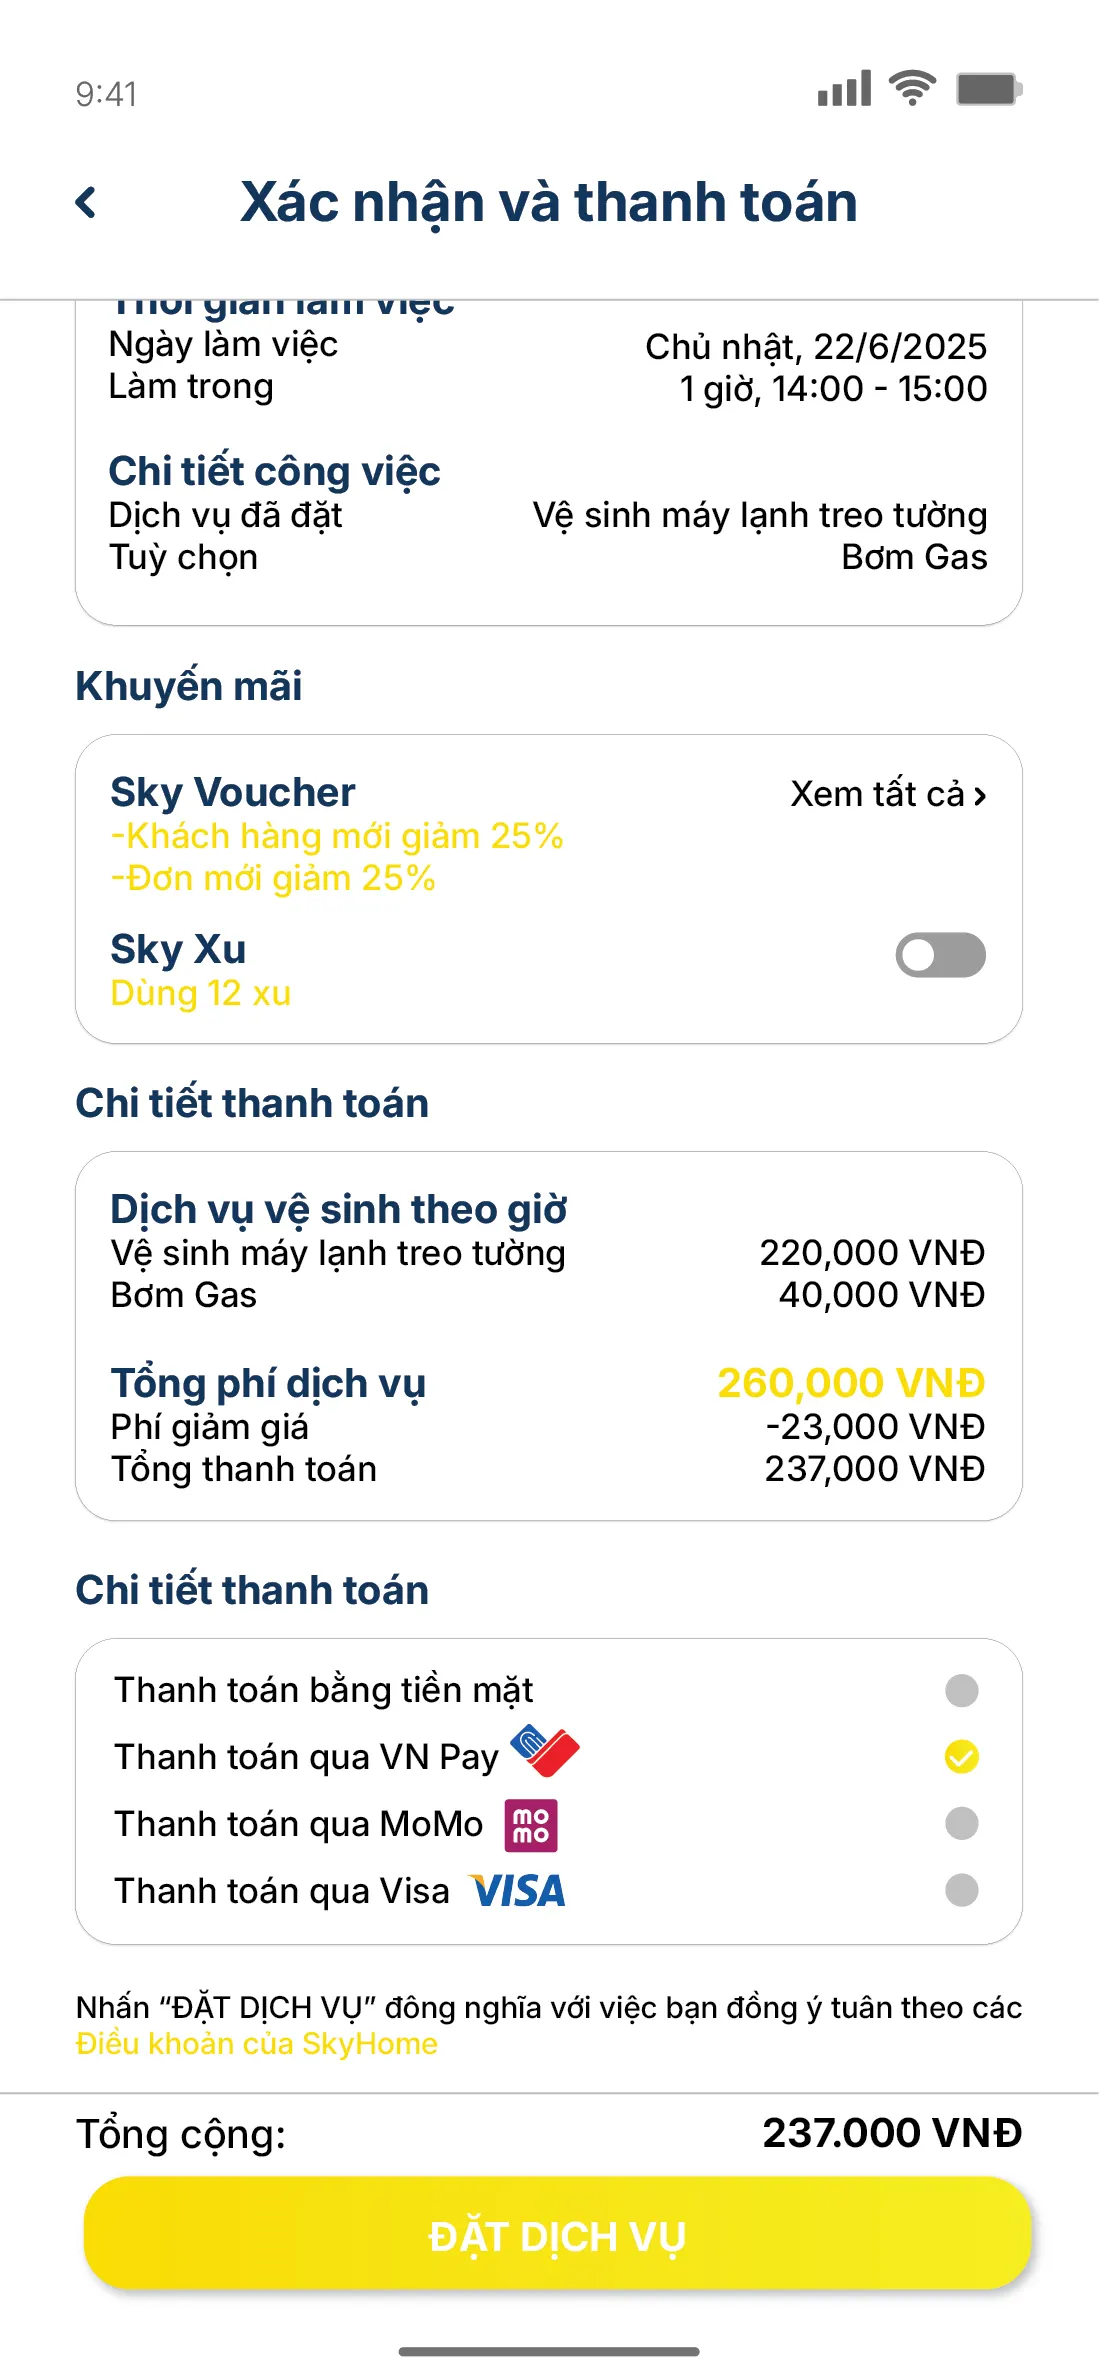 9:41
Xác nhận và thanh toán
Thời gian làm việc
Ngày làm việc Chủ nhật, 22/6/2025
Làm trong 1 giờ, 14:00 - 15:00
Chi tiết công việc
Dịch vụ đã đặt Vệ sinh máy lạnh treo tường
Tuỳ chọn Bơm Gas
Khuyến mãi
Sky Voucher Xem tất cả
-Khách hàng mới giảm 25%
-Đơn mới giảm 25%
Sky Xu
Dùng 12 xu
Chi tiết thanh toán
Dịch vụ vệ sinh theo giờ
Vệ sinh máy lạnh treo tường 220,000 VNĐ
Bơm Gas 40,000 VNĐ
Tổng phí dịch vụ 260,000 VNĐ
Phí giảm giá -23,000 VNĐ
Tổng thanh toán 237,000 VNĐ
Chi tiết thanh toán
Thanh toán bằng tiền mặt
Thanh toán qua VN Pay
Thanh toán qua MoMo mo mo
Thanh toán qua Visa VISA
Nhấn “ĐẶT DỊCH VỤ” đông nghĩa với việc bạn đồng ý tuân theo các
Điều khoản của SkyHome
Tổng cộng: 237.000 VNĐ
ĐẶT DỊCH VỤ